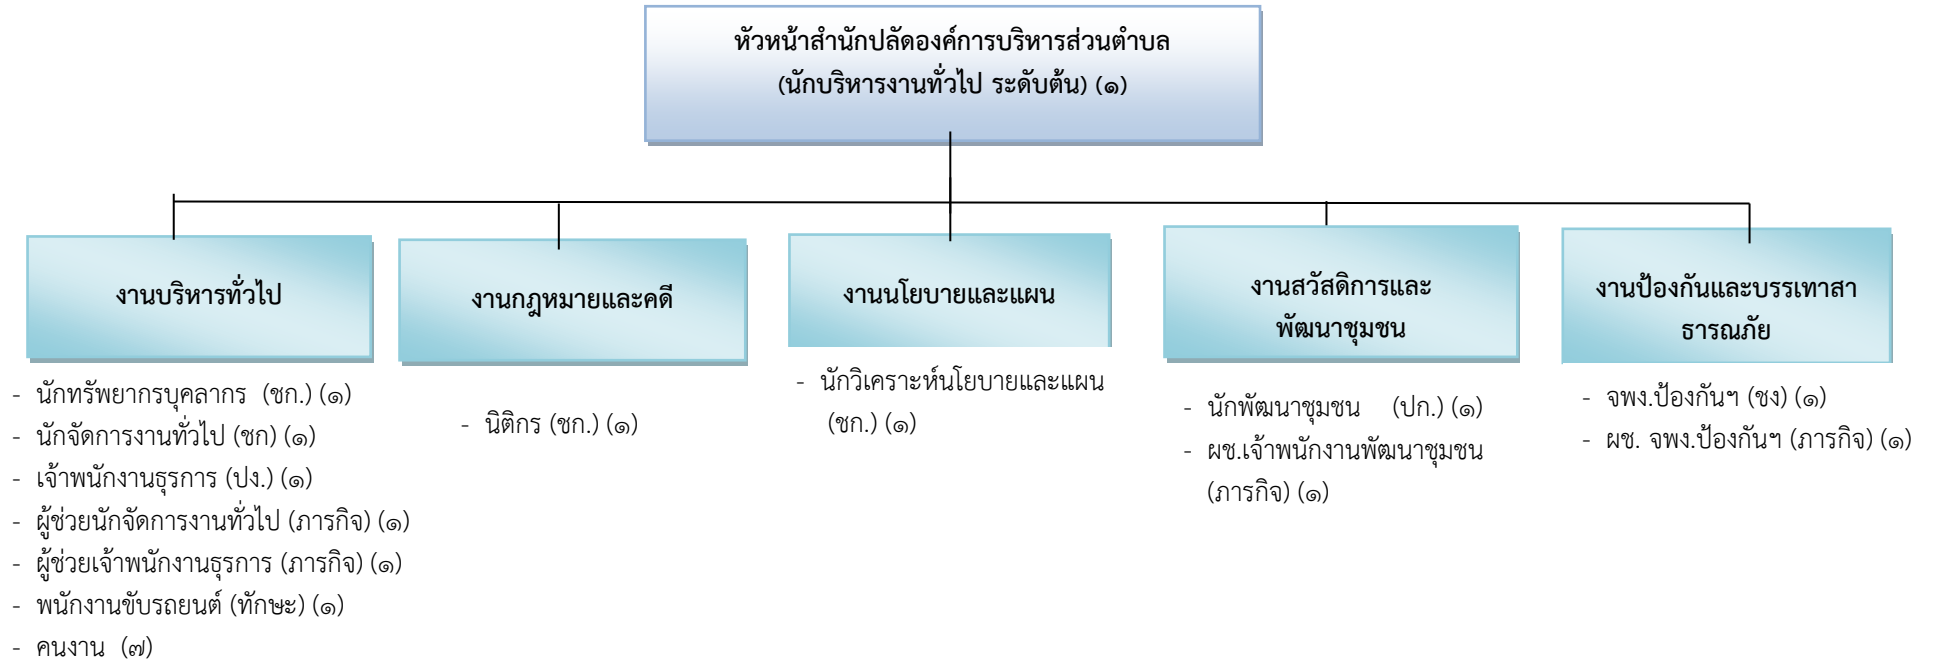 หัวหน้าสำนักปลัดองค์การบริหารส่วนตำบล
(นักบริหารงานทั่วไป ระดับต้น) (๑)
งานบริหารทั่วไป
- นักทรัพยากรบุคลากร (ชก.) (๑)
- นักจัดการงานทั่วไป (ชก) (๑)
- เจ้าพนักงานธุรการ (ปง.) (๑)
- ผู้ช่วยนักจัดการงานทั่วไป (ภารกิจ) (๑)
- ผู้ช่วยเจ้าพนักงานธุรการ (ภารกิจ) (๑)
- พนักงานขับรถยนต์ (ทักษะ) (๑)
- คนงาน (๗)
งานกฎหมายและคดี
- นิติกร (ชก.) (๑)
งานนโยบายและแผน
- นักวิเคราะห์นโยบายและแผน
(ชก.) (๑)
งานสวัสดิการและ
พัฒนาชุมชน
- นักพัฒนาชุมชน (ปก.) (๑)
- ผช.เจ้าพนักงานพัฒนาชุมชน
(ภารกิจ) (๑)
งานป้องกันและบรรเทาสา
ธารณภัย
- จพง.ป้องกันฯ (ชง) (๑)
- ผช. จพง.ป้องกันฯ (ภารกิจ) (๑)